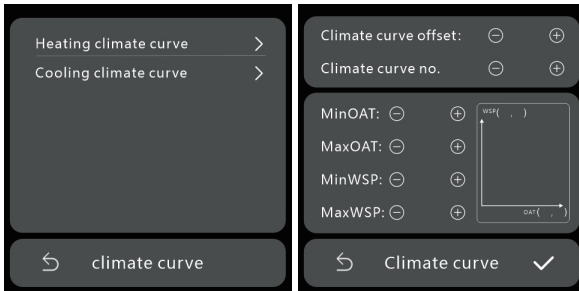 Heating climate curve
Cooling climate curve
climate curve
Climate curve offset:
Climate curve no.
MinOAT:
MaxOAT:
MinWSP:
MaxWSP:
WSP( , )
OAT( , )
Climate curve